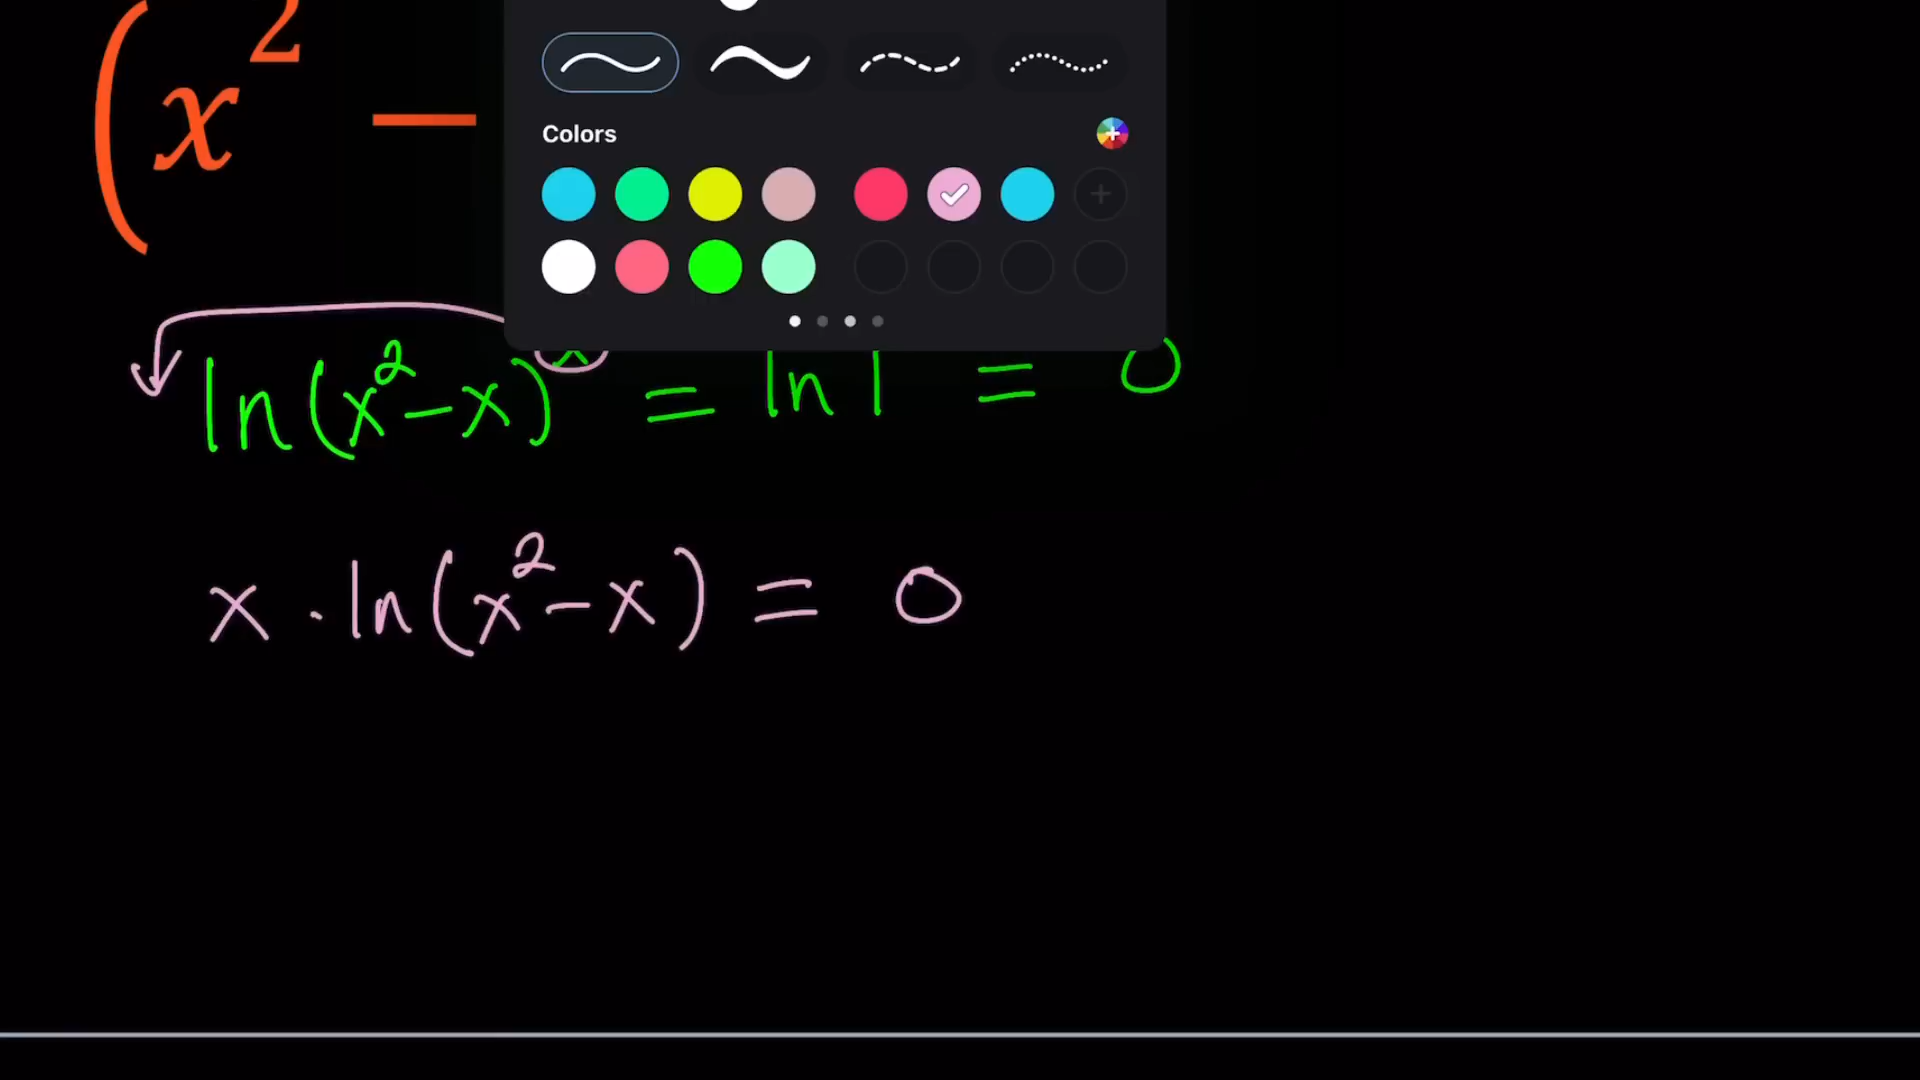 (x² −
Colors
ln(x²−x)ˣ = ln 1 = 0
x · ln(x²−x) = 0